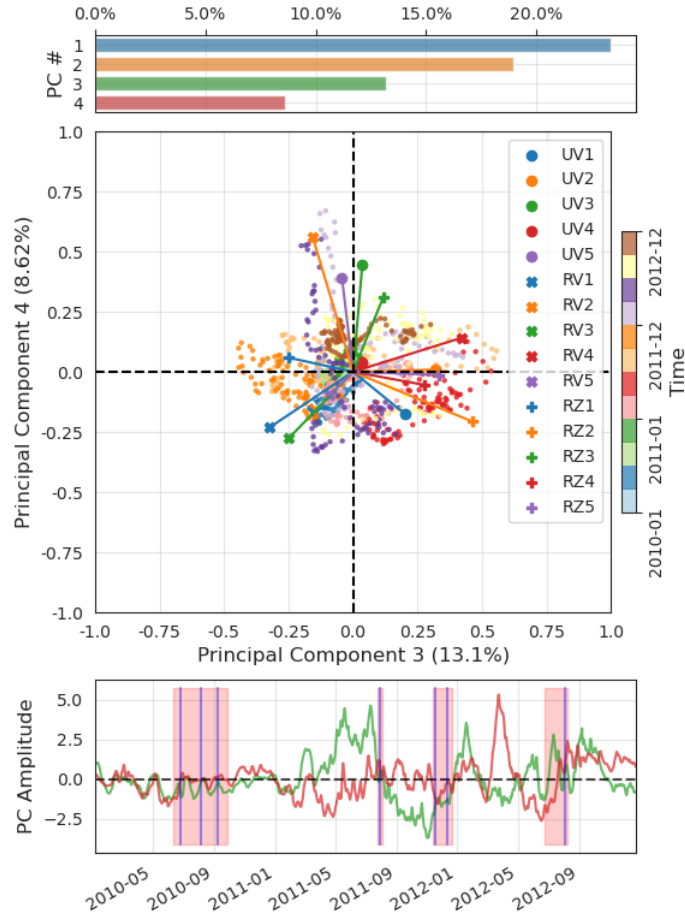 0.0% 5.0% 10.0% 15.0% 20.0%
PC #
1
2
3
4
Principal Component 4 (8.62%)
1.0
0.75
0.5
0.25
0.0
-0.25
-0.5
-0.75
-1.0
-1.0 -0.75 -0.5 -0.25 0.0 0.25 0.5 0.75 1.0
Principal Component 3 (13.1%)
UV1
UV2
UV3
UV4
UV5
RV1
RV2
RV3
RV4
RV5
RZ1
RZ2
RZ3
RZ4
RZ5
2012-12
2011-12
2011-01
2010-01
Time
PC Amplitude
5.0
2.5
0.0
-2.5
2010-05 2010-09 2011-01 2011-05 2011-09 2012-01 2012-05 2012-09